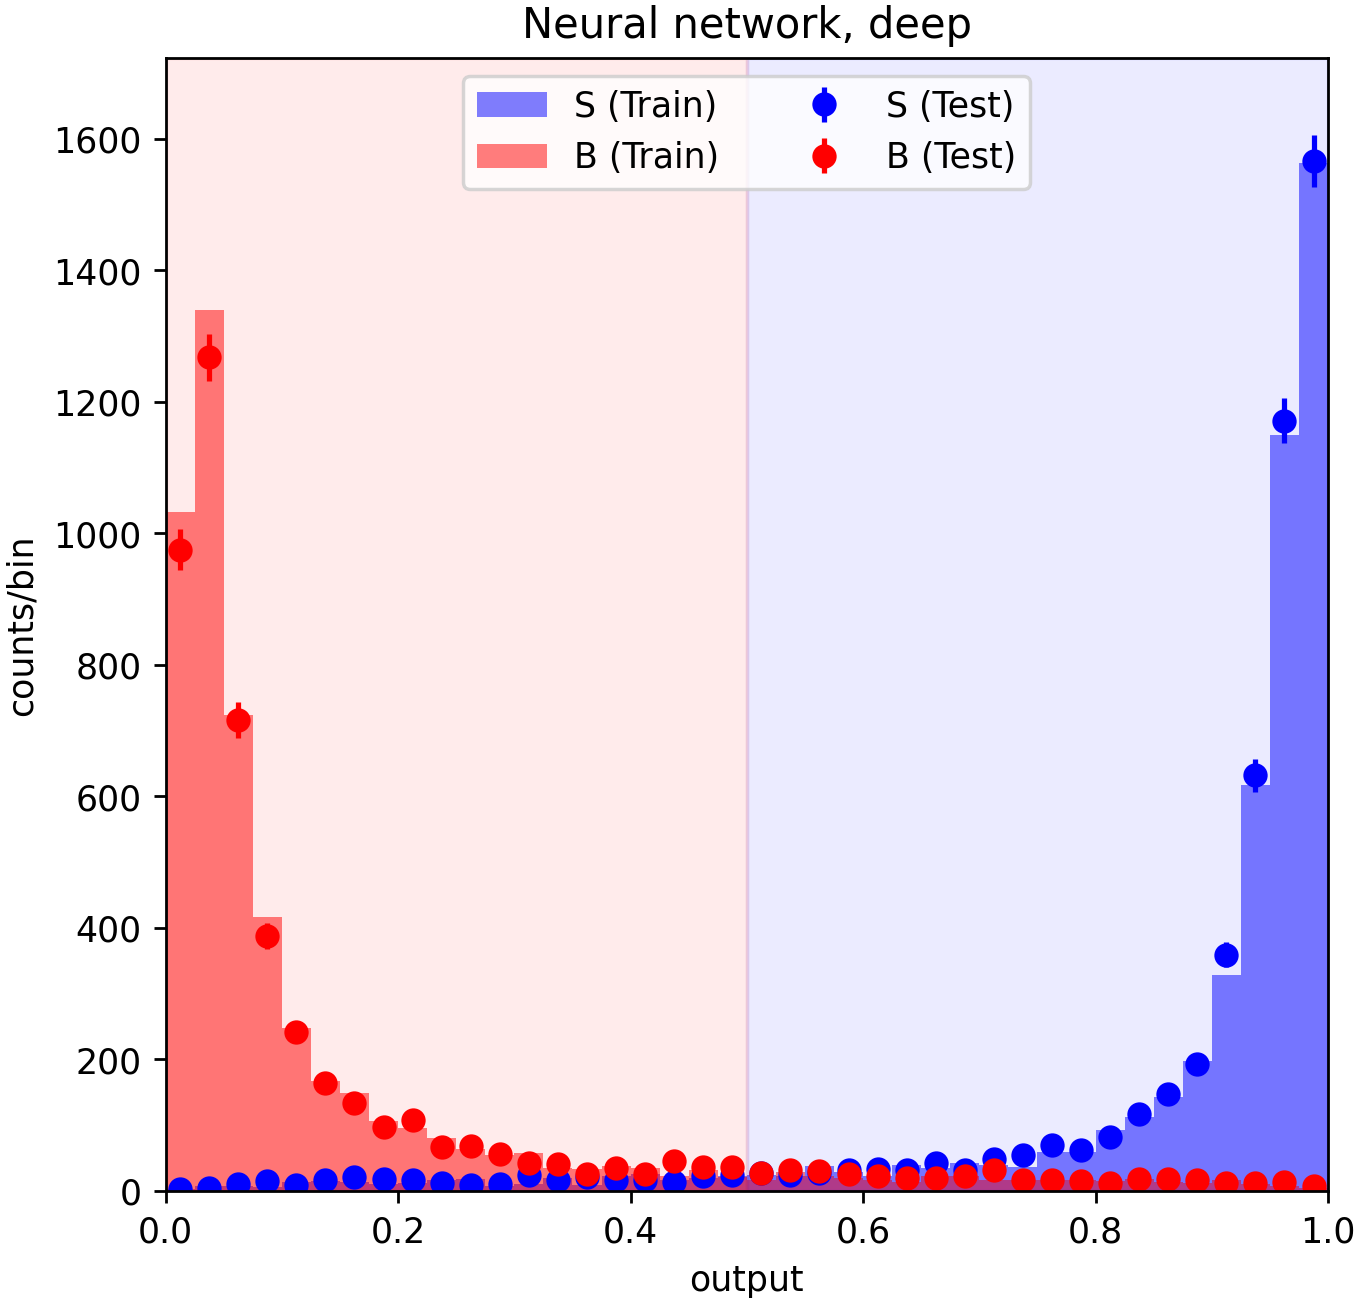 Neural network, deep
S (Train)
S (Test)
B (Train)
B (Test)
counts/bin
1600
1400
1200
1000
800
600
400
200
0
0.0 0.2 0.4 0.6 0.8 1.0
output